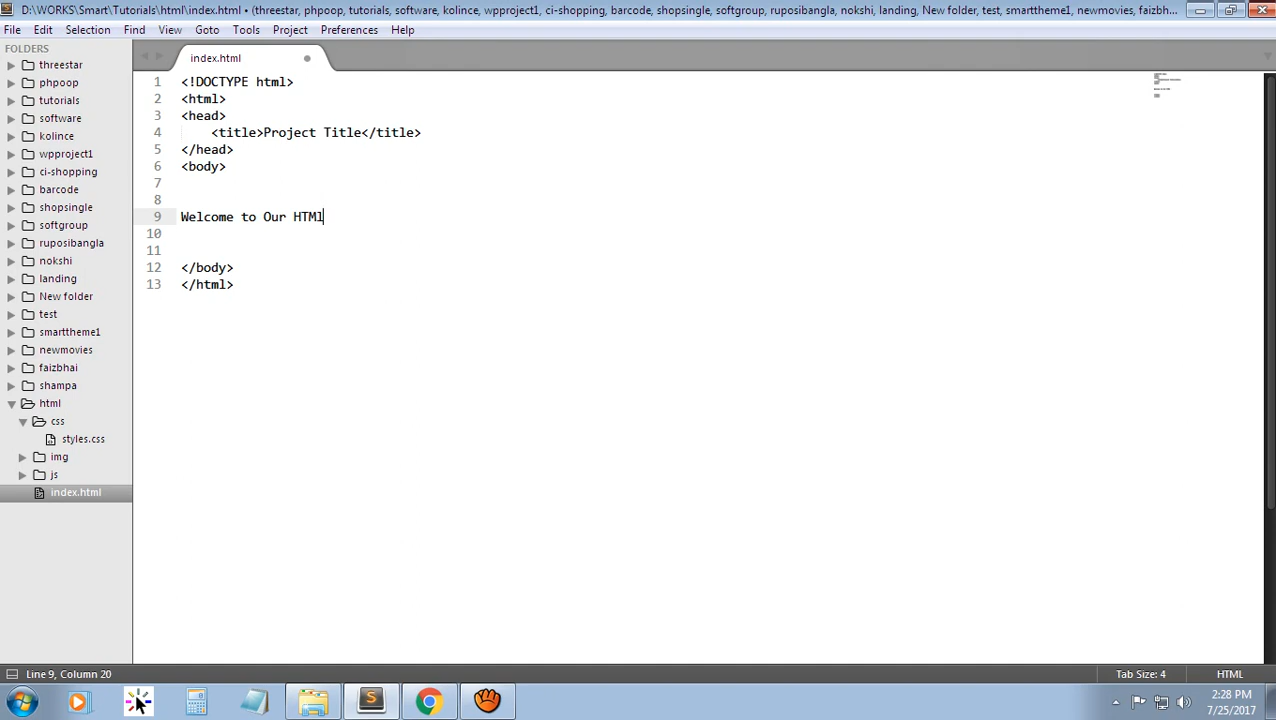 D:\WORKS\Smart\Tutorials\html\index.html • (threestar, phpoop, tutorials, software, kolince, wpproject1, ci-shopping, barcode, shopsingle, softgroup, ruposibangla, nokshi, landing, New folder, test, smarttheme1, newmovies, faizbh...
File Edit Selection Find View Goto Tools Project Preferences Help
FOLDERS
threestar
phpoop
tutorials
software
kolince
wpproject1
ci-shopping
barcode
shopsingle
softgroup
ruposibangla
nokshi
landing
New folder
test
smarttheme1
newmovies
faizbhai
shampa
html
css
styles.css
img
js
index.html
index.html
1 <!DOCTYPE html>
2 <html>
3 <head>
4 <title>Project Title</title>
5 </head>
6 <body>
7
8
9 Welcome to Our HTMl
10
11
12 </body>
13 </html>
Line 9, Column 20
Tab Size: 4
HTML
2:28 PM
7/25/2017